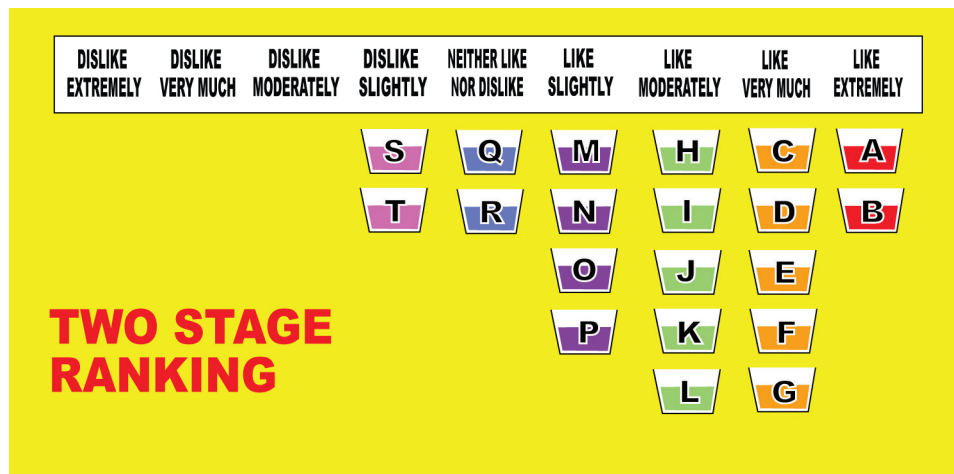 DISLIKE EXTREMELY
DISLIKE VERY MUCH
DISLIKE MODERATELY
DISLIKE SLIGHTLY
NEITHER LIKE NOR DISLIKE
LIKE SLIGHTLY
LIKE MODERATELY
LIKE VERY MUCH
LIKE EXTREMELY
S Q M H C A
T R N I D B
O J E
P K F
L G
TWO STAGE
RANKING